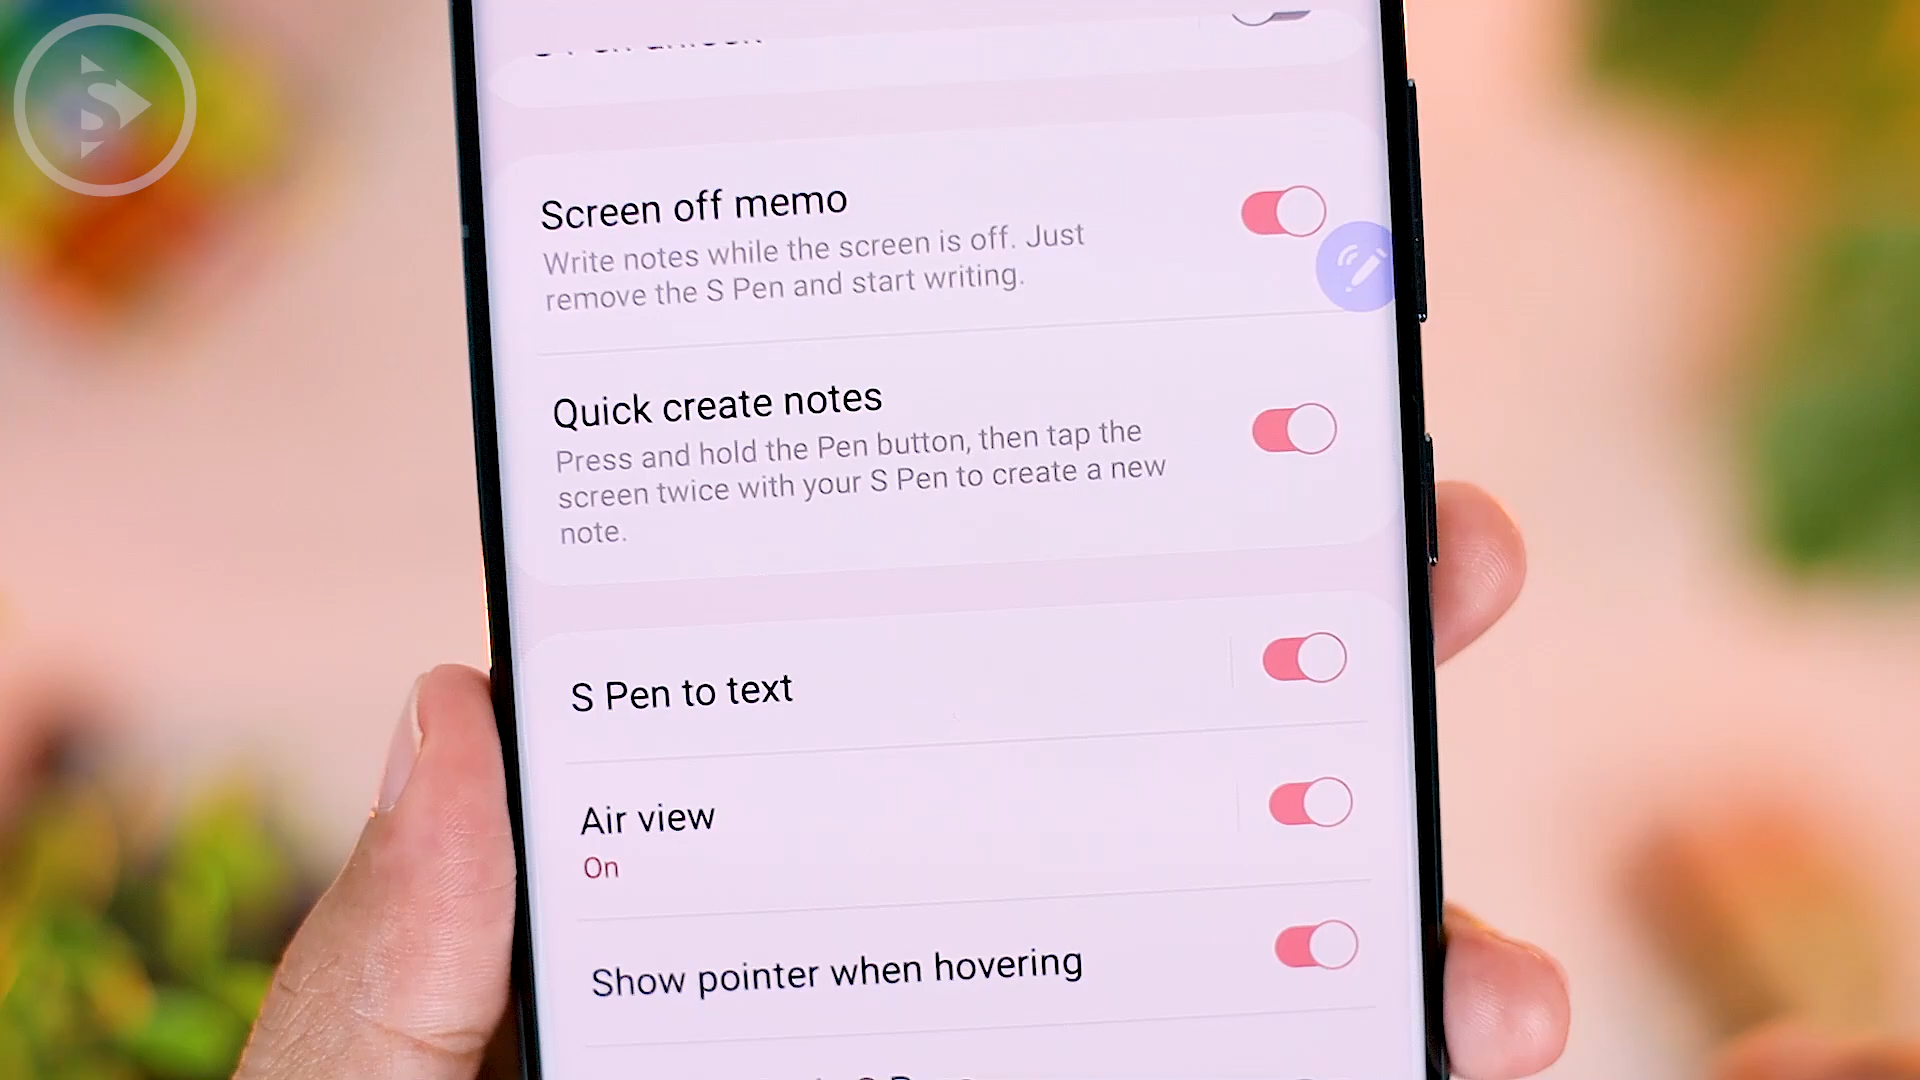 Screen off memo
Write notes while the screen is off. Just
remove the S Pen and start writing.
Quick create notes
Press and hold the Pen button, then tap the
screen twice with your S Pen to create a new
note.
S Pen to text
Air view
On
Show pointer when hovering